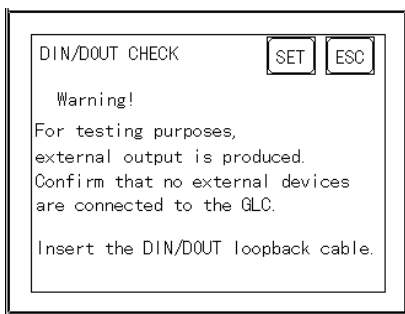 DIN/DOUT CHECK SET ESC
Warning!
For testing purposes,
external output is produced.
Confirm that no external devices
are connected to the GLC.
Insert the DIN/DOUT loopback cable.